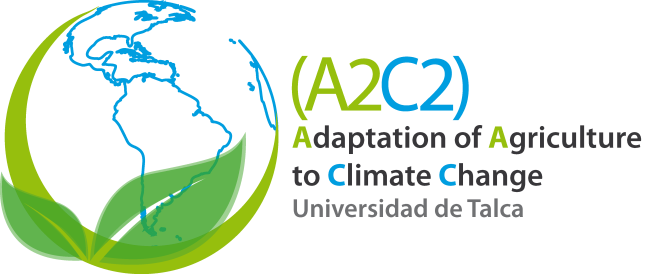 (A2C2)
Adaptation of Agriculture
to Climate Change
Universidad de Talca